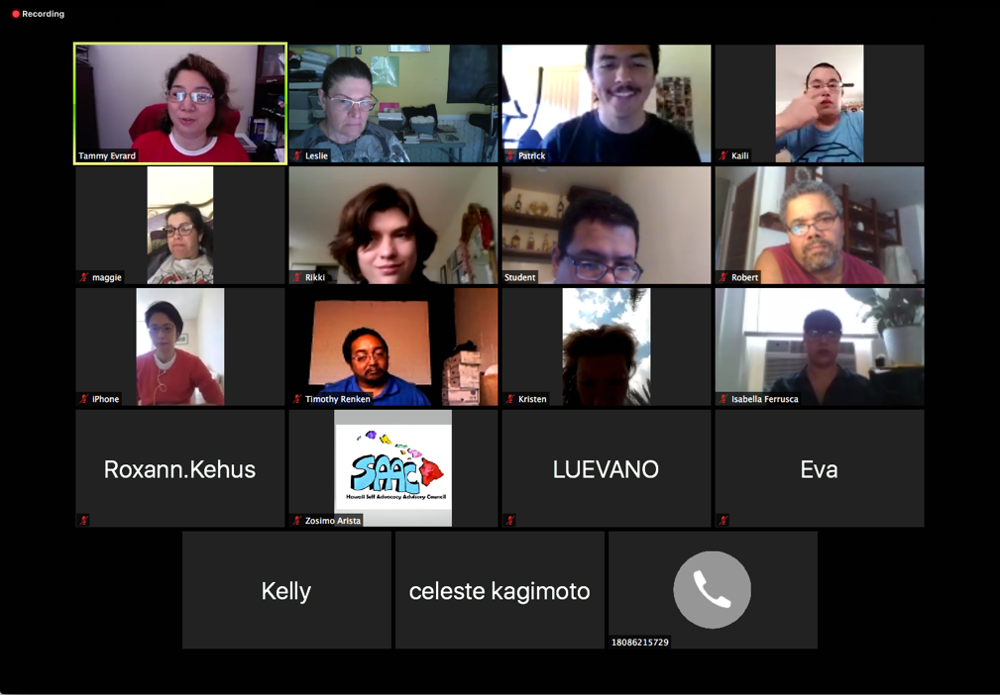 Recording
Tammy Evrard
Leslie
Patrick
Kaili
maggie
Rikki
Student
Robert
iPhone
Timothy Renken
Kristen
Isabella Ferrusca
Roxann.Kehus
SAAC
Hawaii Self Advocacy Advisory Council
Zosimo Arista
LUEVANO
Eva
Kelly
celeste kagimoto
18086215729